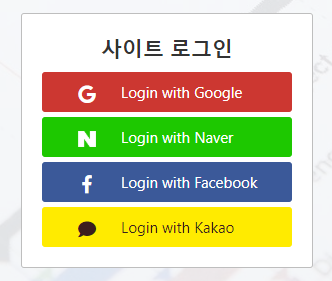 사이트 로그인
Login with Google
Login with Naver
Login with Facebook
Login with Kakao